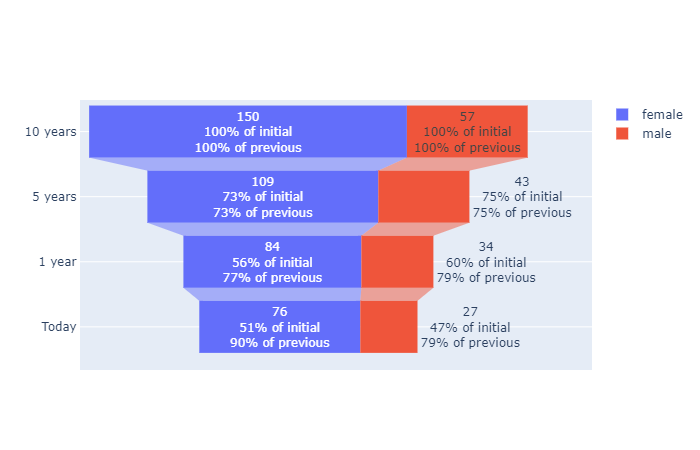 10 years
150
100% of initial
100% of previous
57
100% of initial
100% of previous
5 years
109
73% of initial
73% of previous
43
75% of initial
75% of previous
1 year
84
56% of initial
77% of previous
34
60% of initial
79% of previous
Today
76
51% of initial
90% of previous
27
47% of initial
79% of previous
female
male